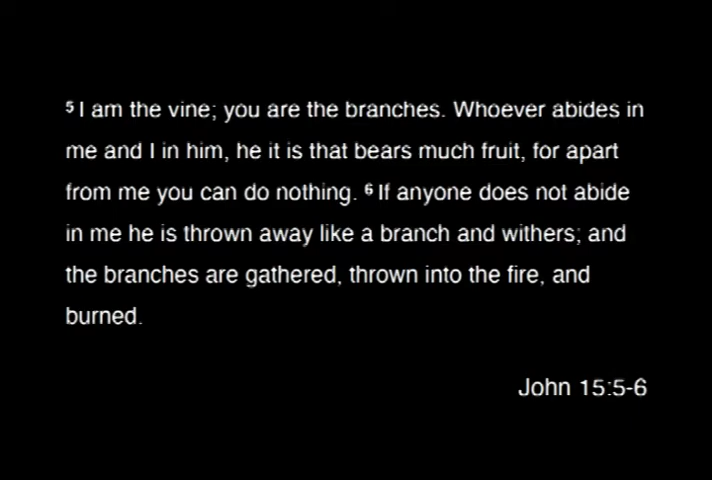 5 I am the vine; you are the branches. Whoever abides in
me and I in him, he it is that bears much fruit, for apart
from me you can do nothing. 6 If anyone does not abide
in me he is thrown away like a branch and withers; and
the branches are gathered, thrown into the fire, and
burned.
John 15:5-6